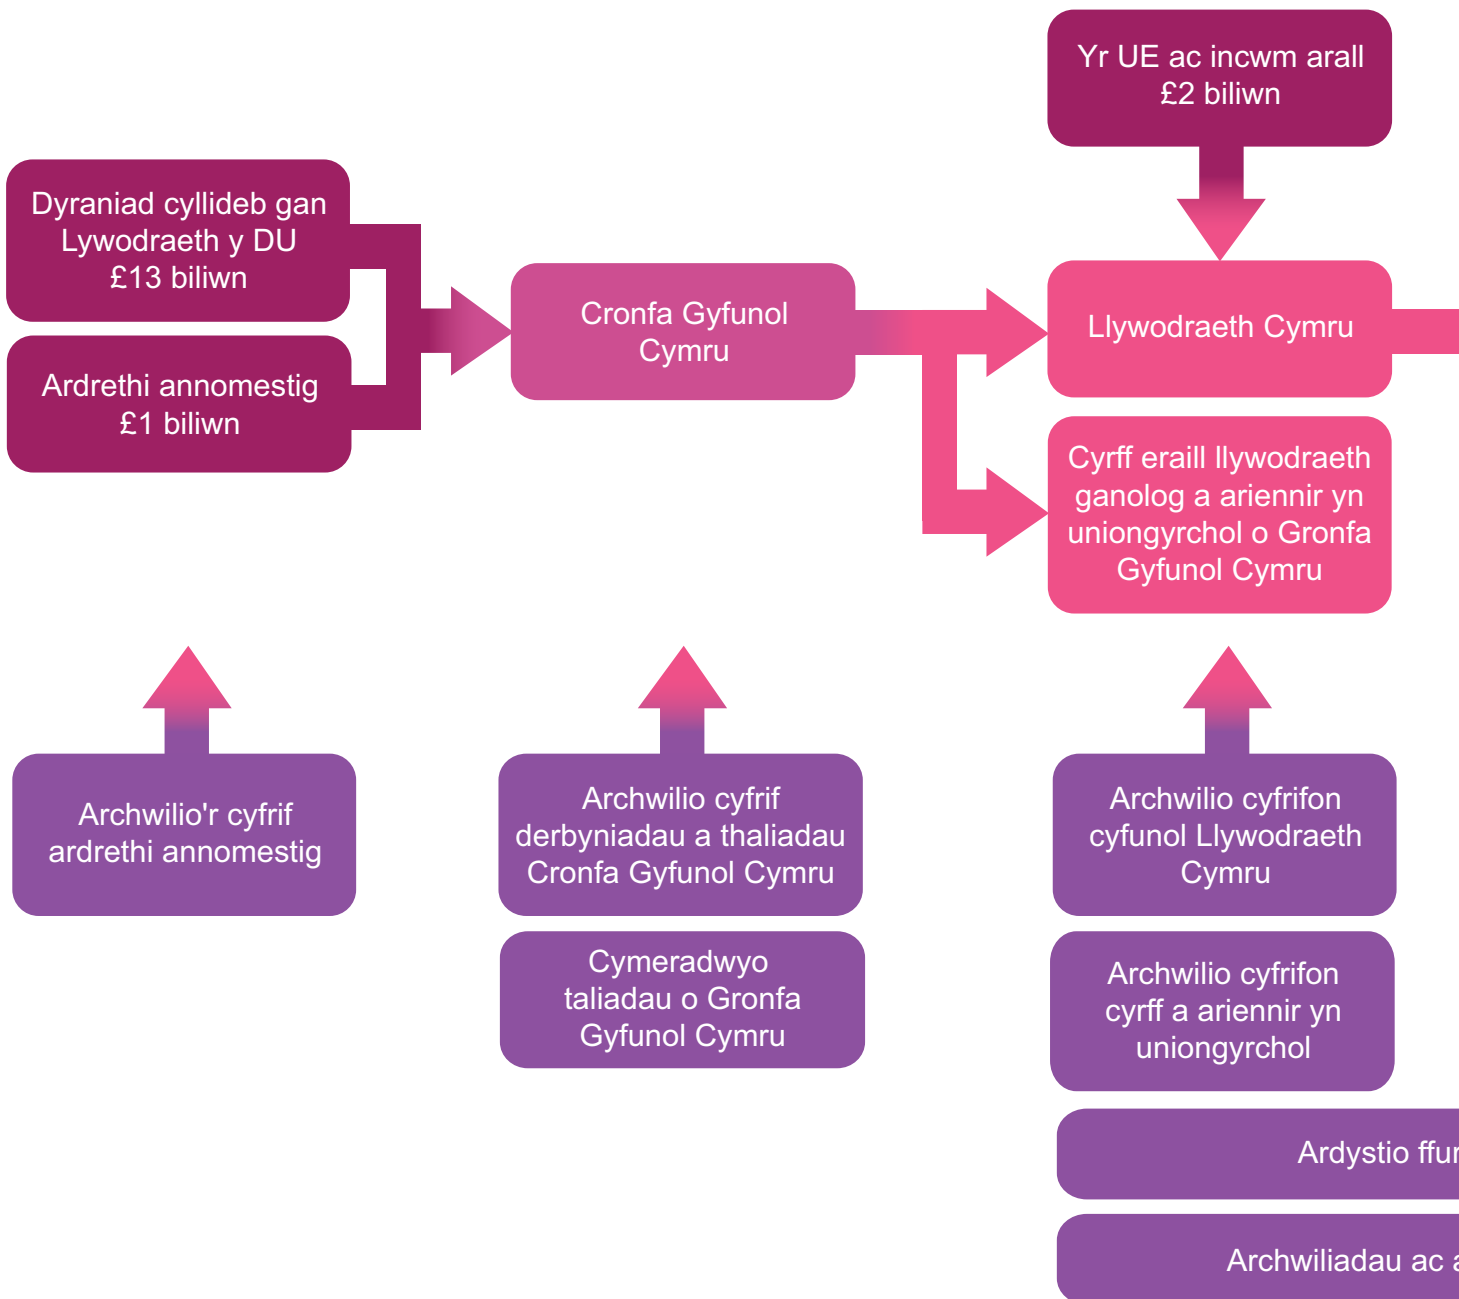 Yr UE ac incwm arall
£2 biliwn
Dyraniad cyllideb gan
Lywodraeth y DU
£13 biliwn
Ardrethi annomestig
£1 biliwn
Cronfa Gyfunol
Cymru
Llywodraeth Cymru
Cyrff eraill llywodraeth
ganolog a ariennir yn
uniongyrchol o Gronfa
Gyfunol Cymru
Archwilio'r cyfrif
ardrethi annomestig
Archwilio cyfrif
derbyniadau a thaliadau
Cronfa Gyfunol Cymru
Cymeradwyo
taliadau o Gronfa
Gyfunol Cymru
Archwilio cyfrifon
cyfunol Llywodraeth
Cymru
Archwilio cyfrifon
cyrff a ariennir yn
uniongyrchol
Ardystio
Archwiliadau ac